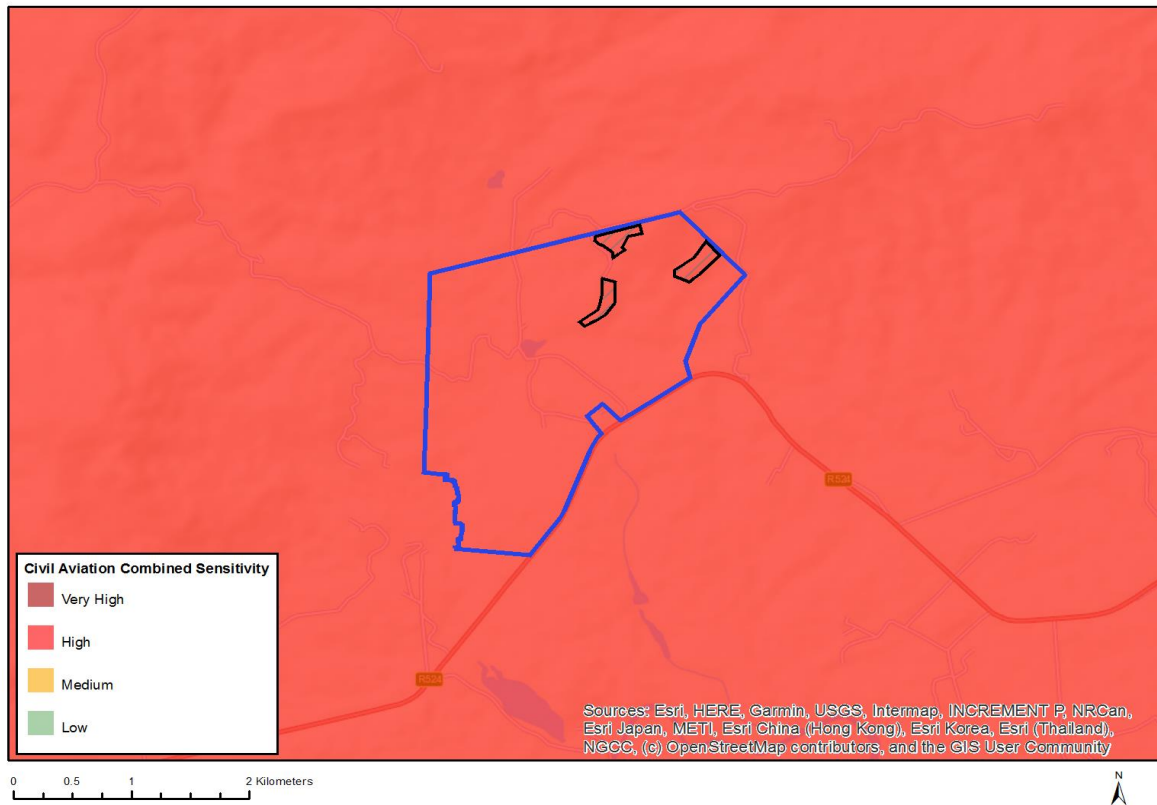 R524
R524
Civil Aviation Combined Sensitivity
Very High
High
Medium
Low
Sources: Esri, HERE, Garmin, USGS, Intermap, INCREMENT P, NRCan,
Esri Japan, METI, Esri China (Hong Kong), Esri Korea, Esri (Thailand),
NGCC, (c) OpenStreetMap contributors, and the GIS User Community
0 0.5 1 2 Kilometers
N